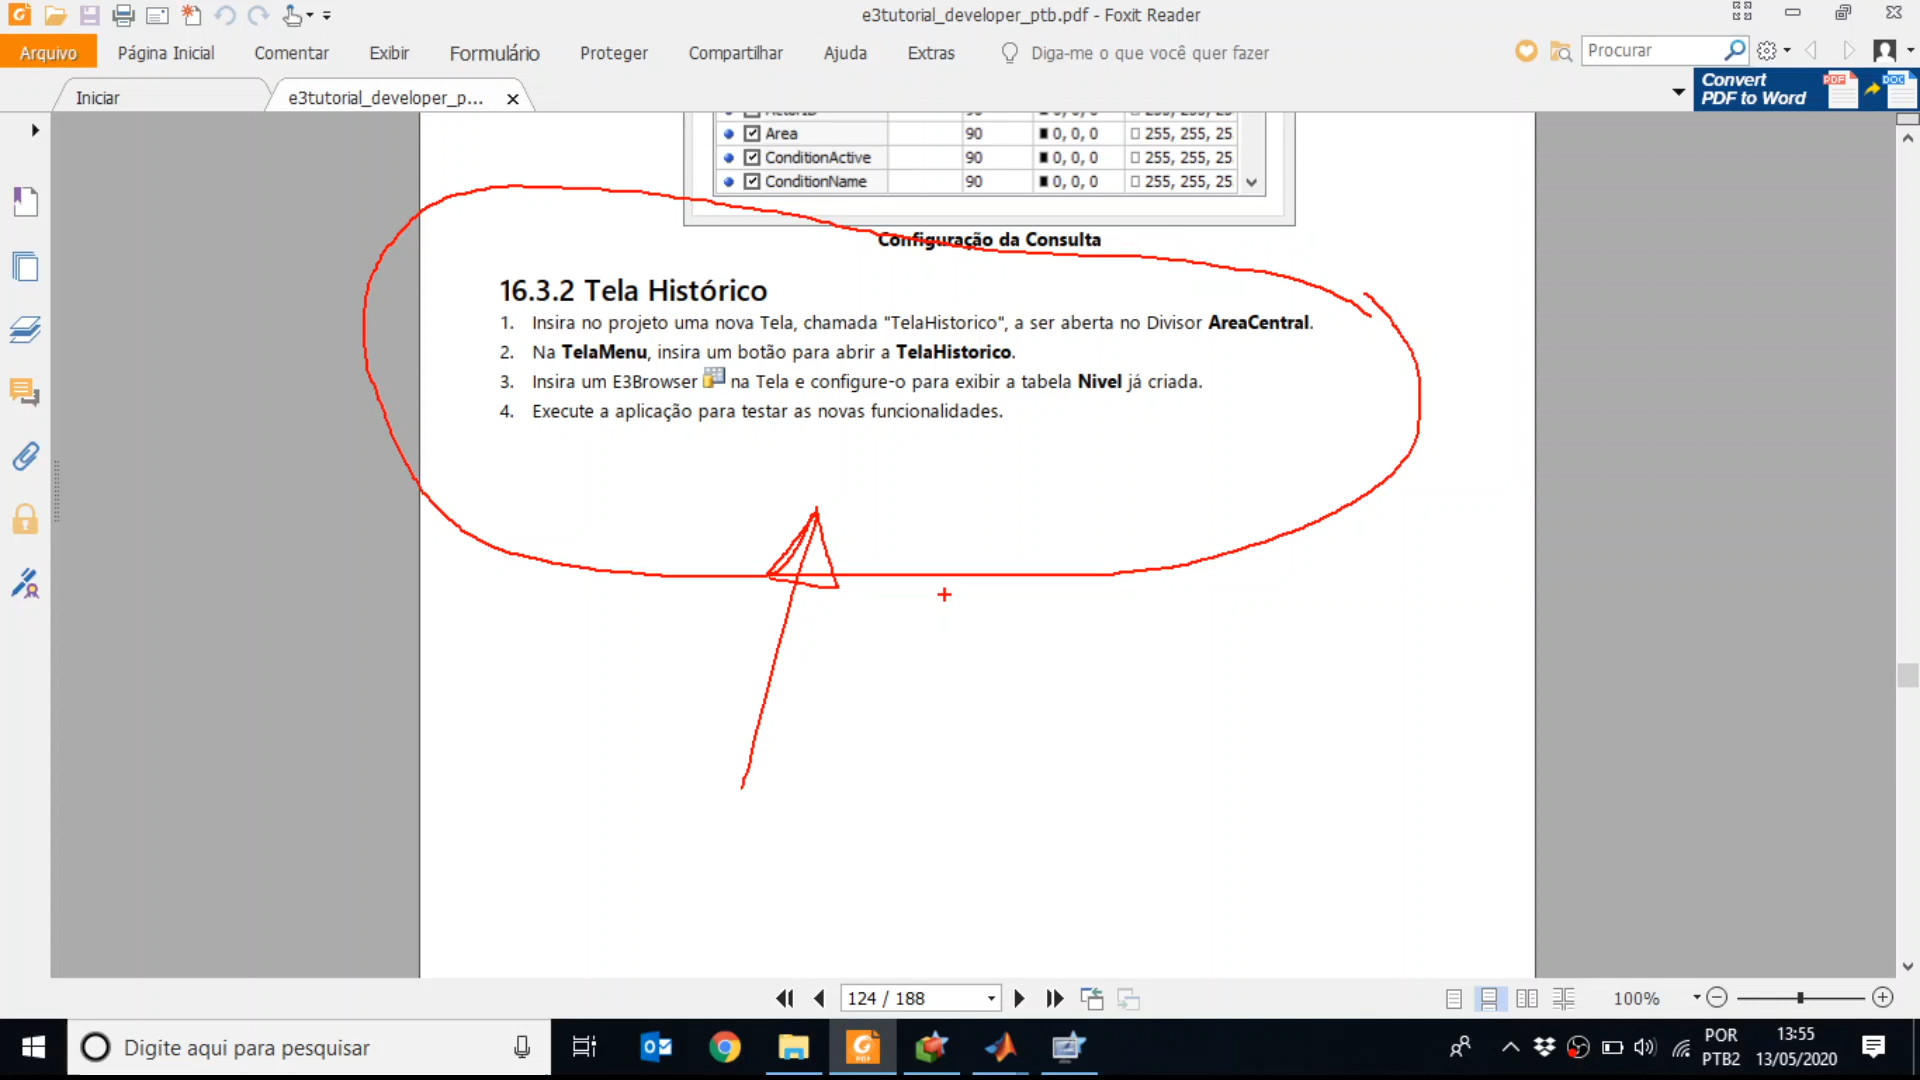 e3tutorial_developer_ptb.pdf - Foxit Reader
Arquivo Página Inicial Comentar Exibir Formulário Proteger Compartilhar Ajuda Extras Diga-me o que você quer fazer Procurar
Iniciar e3tutorial_developer_p... Convert PDF to Word PDF DOC
Area 90 0, 0, 0 255, 255, 25
ConditionActive 90 0, 0, 0 255, 255, 25
ConditionName 90 0, 0, 0 255, 255, 25
Configuração da Consulta
16.3.2 Tela Histórico
1. Insira no projeto uma nova Tela, chamada "TelaHistorico", a ser aberta no Divisor AreaCentral.
2. Na TelaMenu, insira um botão para abrir a TelaHistorico.
3. Insira um E3Browser na Tela e configure-o para exibir a tabela Nivel já criada.
4. Execute a aplicação para testar as novas funcionalidades.
124 / 188 100%
Digite aqui para pesquisar
POR 13:55
PTB2 13/05/2020